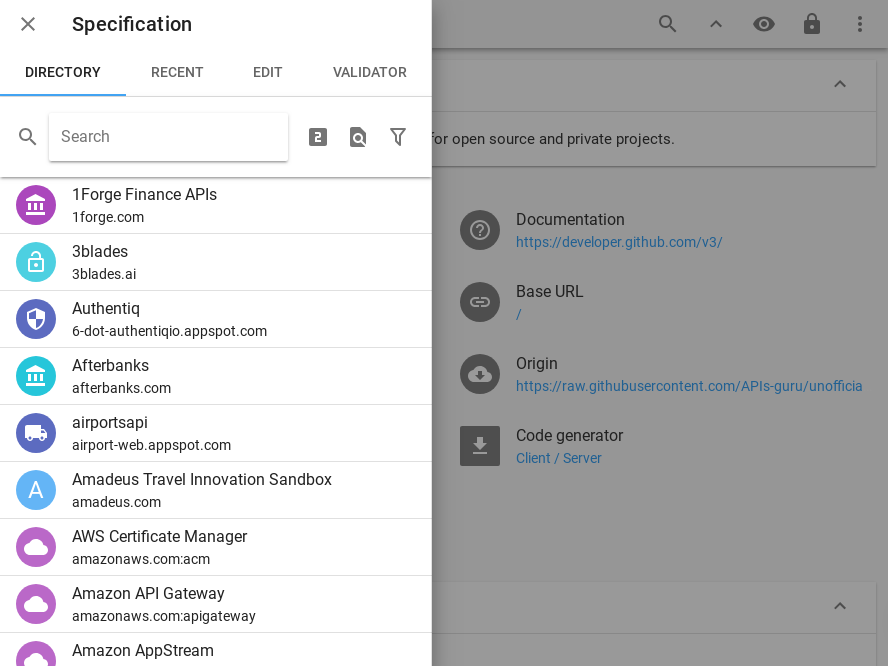 Specification
DIRECTORY RECENT EDIT VALIDATOR
Search
2
1Forge Finance APIs
1forge.com
3blades
3blades.ai
Authentiq
6-dot-authentiqio.appspot.com
Afterbanks
afterbanks.com
airportsapi
airport-web.appspot.com
A
Amadeus Travel Innovation Sandbox
amadeus.com
AWS Certificate Manager
amazonaws.com:acm
Amazon API Gateway
amazonaws.com:apigateway
Amazon AppStream
for open source and private projects.
Documentation
https://developer.github.com/v3/
Base URL
/
Origin
https://raw.githubusercontent.com/APIs-guru/unofficia
Code generator
Client / Server